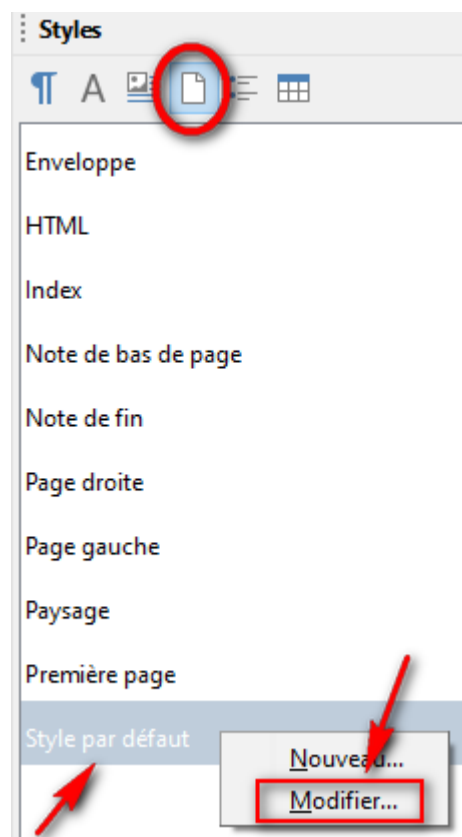 Styles
¶ A
Enveloppe
HTML
Index
Note de bas de page
Note de fin
Page droite
Page gauche
Paysage
Première page
Style par défaut
Nouveau...
Modifier...